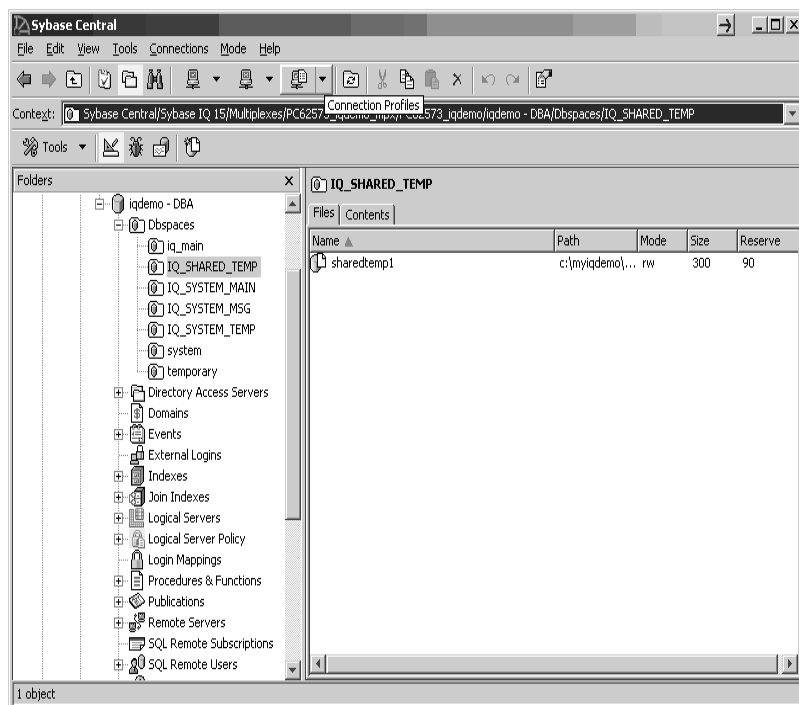 Sybase Central
File Edit View Tools Connections Mode Help
Connection Profiles
Context: Sybase Central/Sybase IQ 15/Multiplexes/PC62573_iqdemo_mpx/PC62573_iqdemo/iqdemo - DBA/Dbspaces/IQ_SHARED_TEMP
Tools
Folders
iqdemo - DBA
Dbspaces
iq_main
IQ_SHARED_TEMP
IQ_SYSTEM_MAIN
IQ_SYSTEM_MSG
IQ_SYSTEM_TEMP
system
temporary
Directory Access Servers
Domains
Events
External Logins
Indexes
Join Indexes
Logical Servers
Logical Server Policy
Login Mappings
Procedures & Functions
Publications
Remote Servers
SQL Remote Subscriptions
SQL Remote Users
IQ_SHARED_TEMP
Files Contents
Name Path Mode Size Reserve
sharedtemp1 c:\myiqdemo\... rw 300 90
1 object